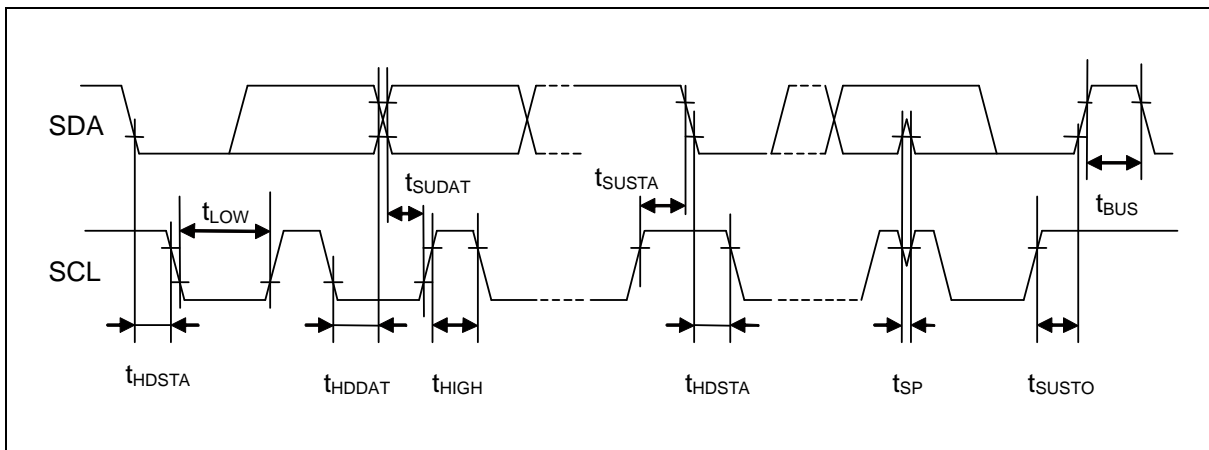 SDA
tSUDAT
tSUSTA
tLOW
tBUS
SCL
tHDSTA
tHDDAT
tHIGH
tHDSTA
tSP
tSUSTO